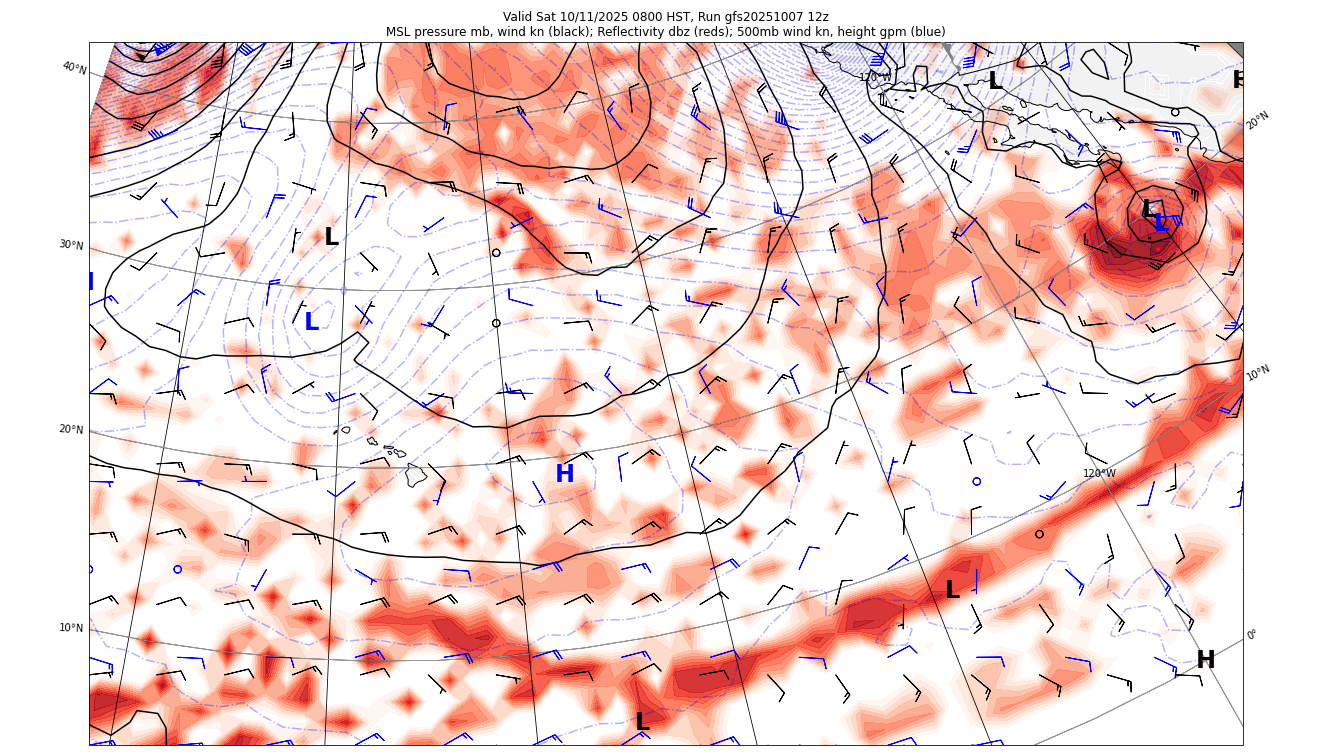 Valid Sat 10/11/2025 0800 HST, Run gfs20251007 12z
MSL pressure mb, wind kn (black); Reflectivity dbz (reds); 500mb wind kn, height gpm (blue)
40°N
120°W
L
H
20°N
L
L
L
30°N
H
L
10°N
20°N
H
120°W
L
10°N
0°
H
L